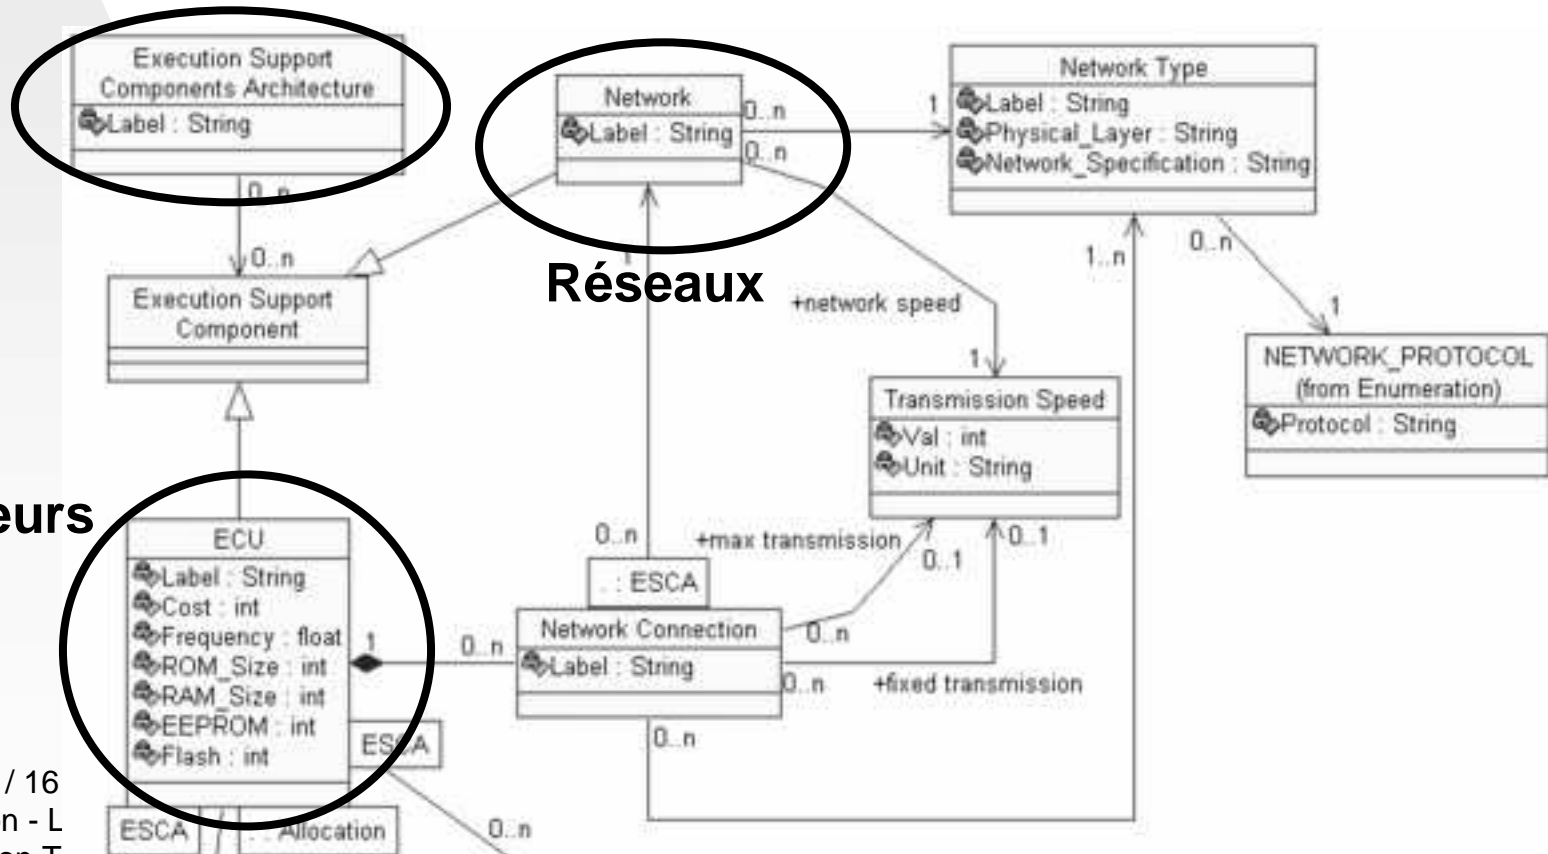 Execution Support
Components Architecture
Label : String
0..n
0..n
Execution Support
Component
Network
Label : String
0..n
0..n
1
Réseaux
1
Network Type
Label : String
Physical_Layer : String
Network_Specification : String
1..n
0..n
1
+network speed
1
NETWORK_PROTOCOL
(from Enumeration)
Protocol : String
Transmission Speed
Val : int
Unit : String
0..n
+max transmission
0..1
0..1
. : ESCA
eurs
ECU
Label : String
Cost : int
Frequency : float
ROM_Size : int
RAM_Size : int
EEPROM : int
Flash : int
1
0..n
Network Connection
Label : String
0..n
0..n
+fixed transmission
0..n
ESCA
/ 16
n - L
ESCA
/
. : Allocation
0..n